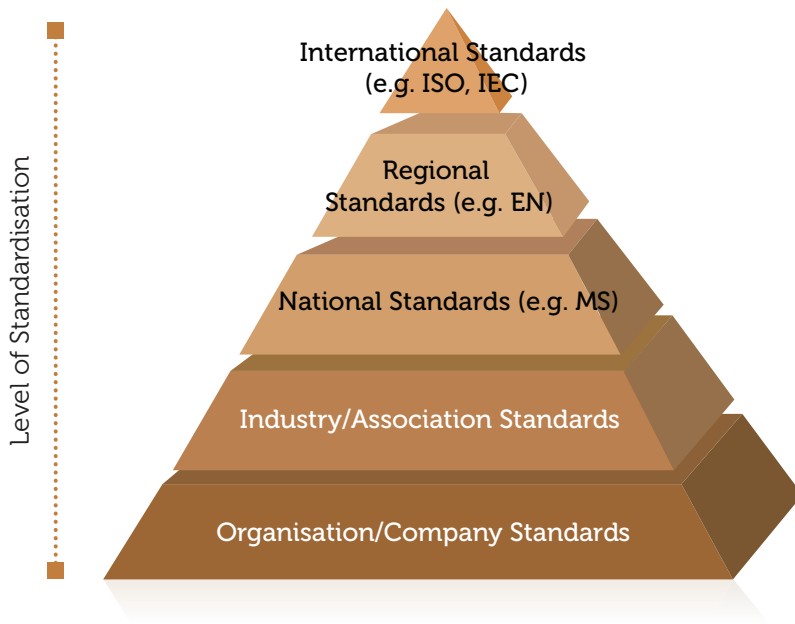 International Standards
(e.g. ISO, IEC)
Regional
Standards (e.g. EN)
National Standards (e.g. MS)
Industry/Association Standards
Organisation/Company Standards
Level of Standardisation